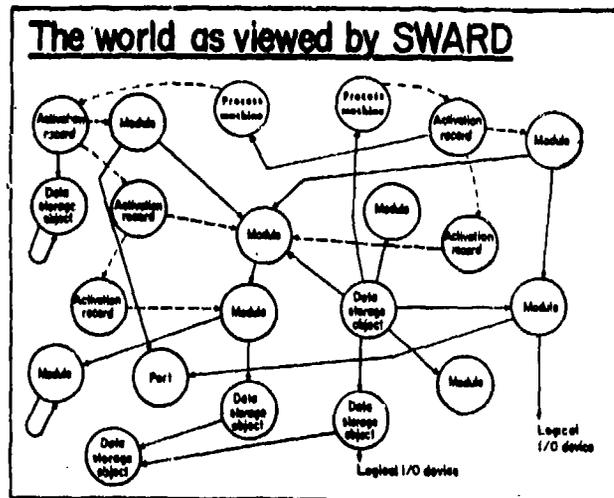 The world as viewed by SWARD
Process
machine
Process
machine
Activation
record
Module
Activation
record
Module
Data
storage
object
Activation
record
Module
Module
Activation
record
Activation
record
Module
Data
storage
object
Module
Module
Port
Module
Data
storage
object
Data
storage
object
Logical
I/O device
Data
storage
object
Logical I/O device